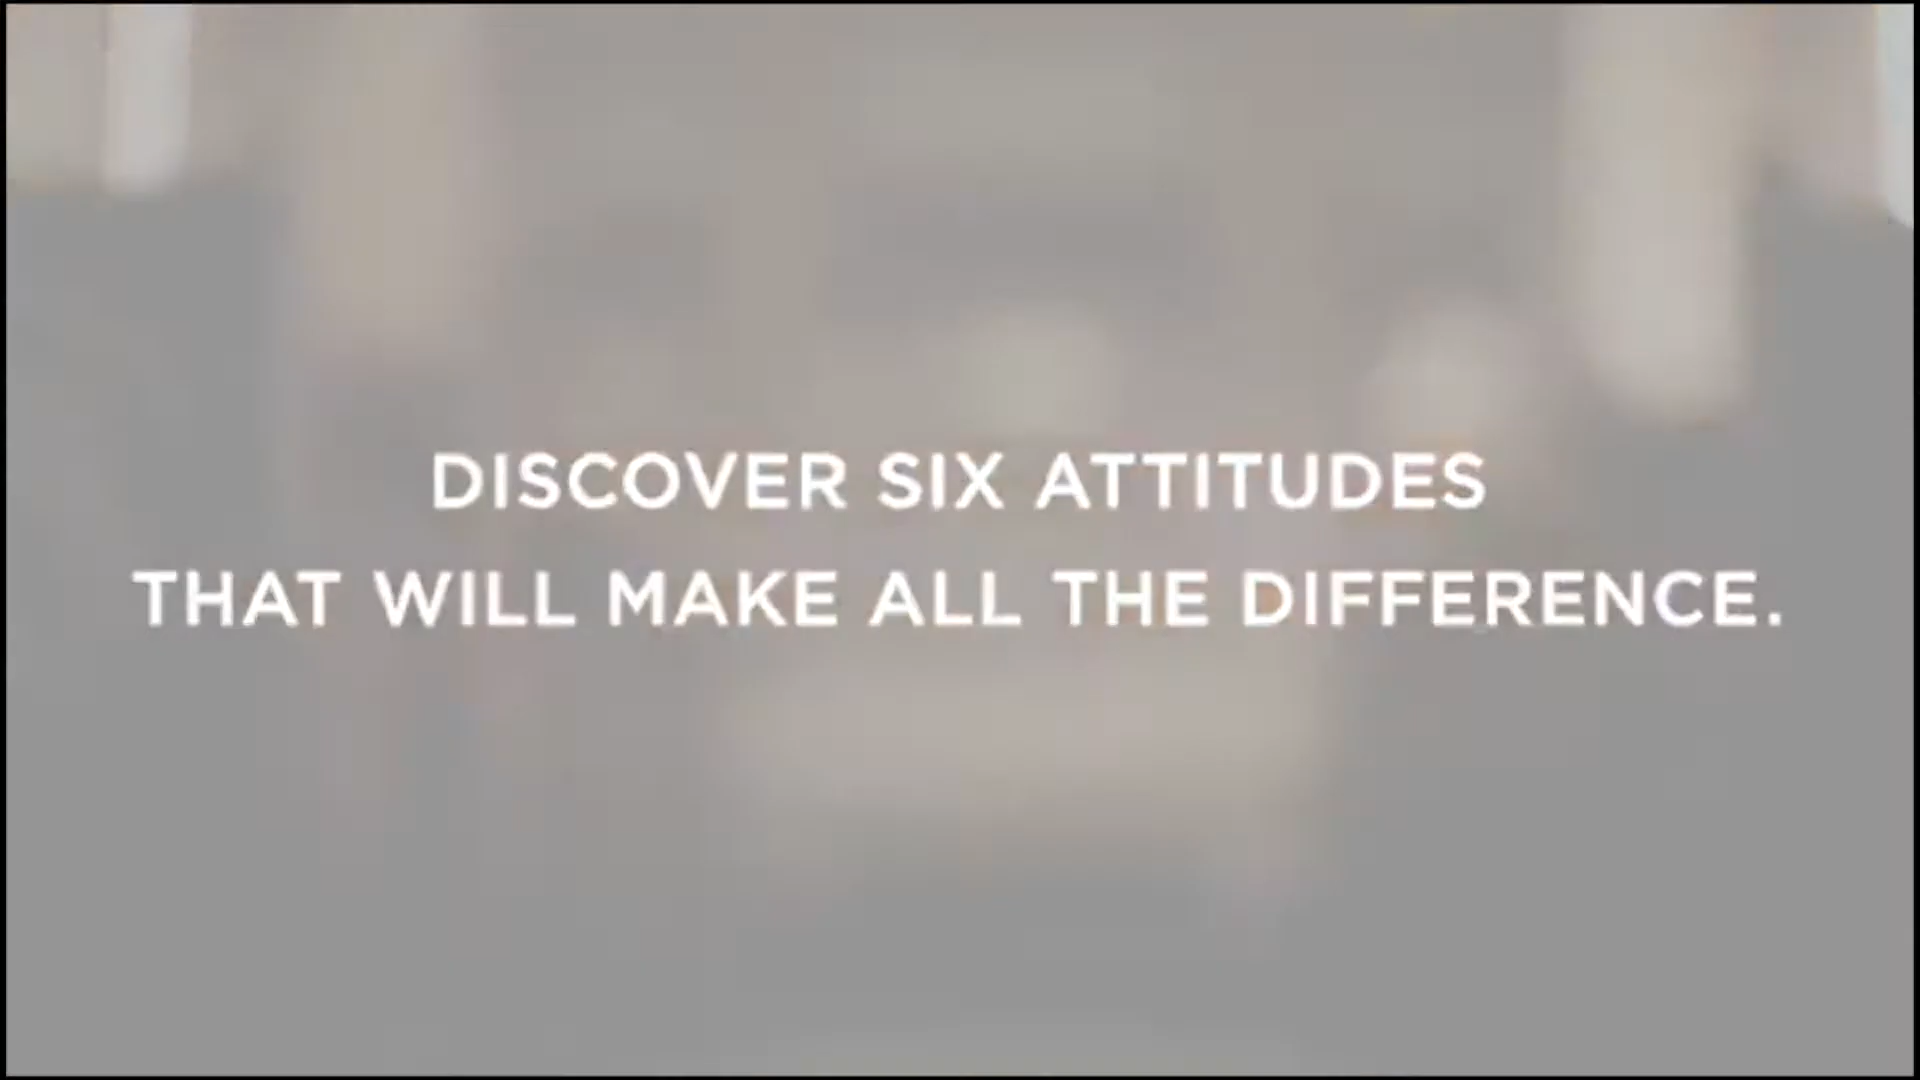 DISCOVER SIX ATTITUDES
THAT WILL MAKE ALL THE DIFFERENCE.